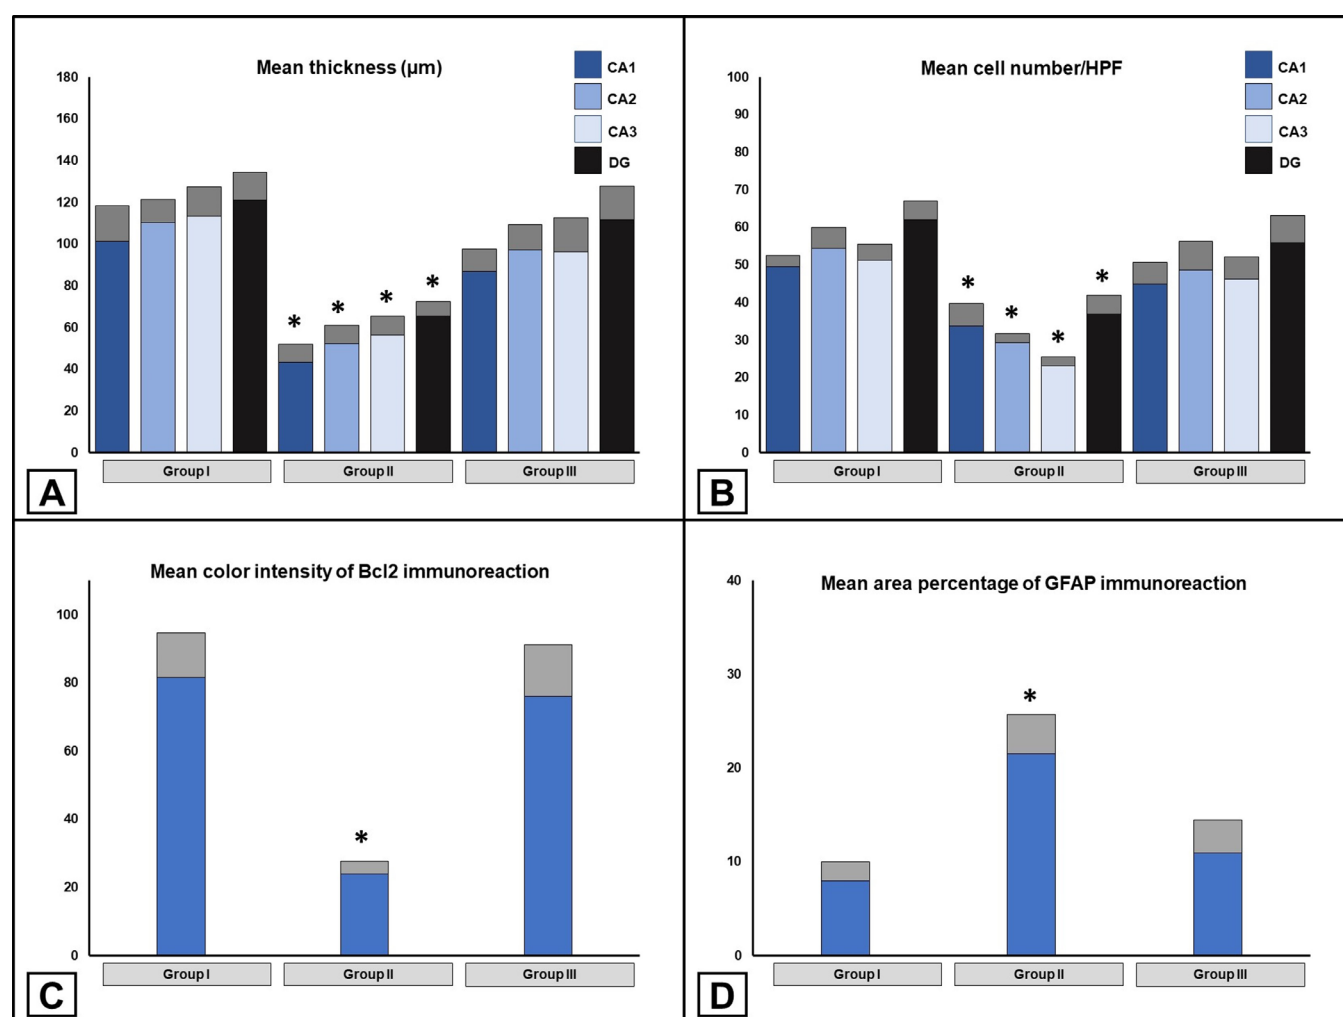 Mean thickness (μm)
CA1
CA2
CA3
DG
180
160
140
120
100
80
60
40
20
0
*
*
*
*
Group I
Group II
Group III
A
Mean cell number/HPF
CA1
CA2
CA3
DG
100
90
80
70
60
50
40
30
20
10
0
*
*
*
*
Group I
Group II
Group III
B
Mean color intensity of Bcl2 immunoreaction
100
80
60
40
20
0
*
Group I
Group II
Group III
C
Mean area percentage of GFAP immunoreaction
40
30
20
10
0
*
Group I
Group II
Group III
D